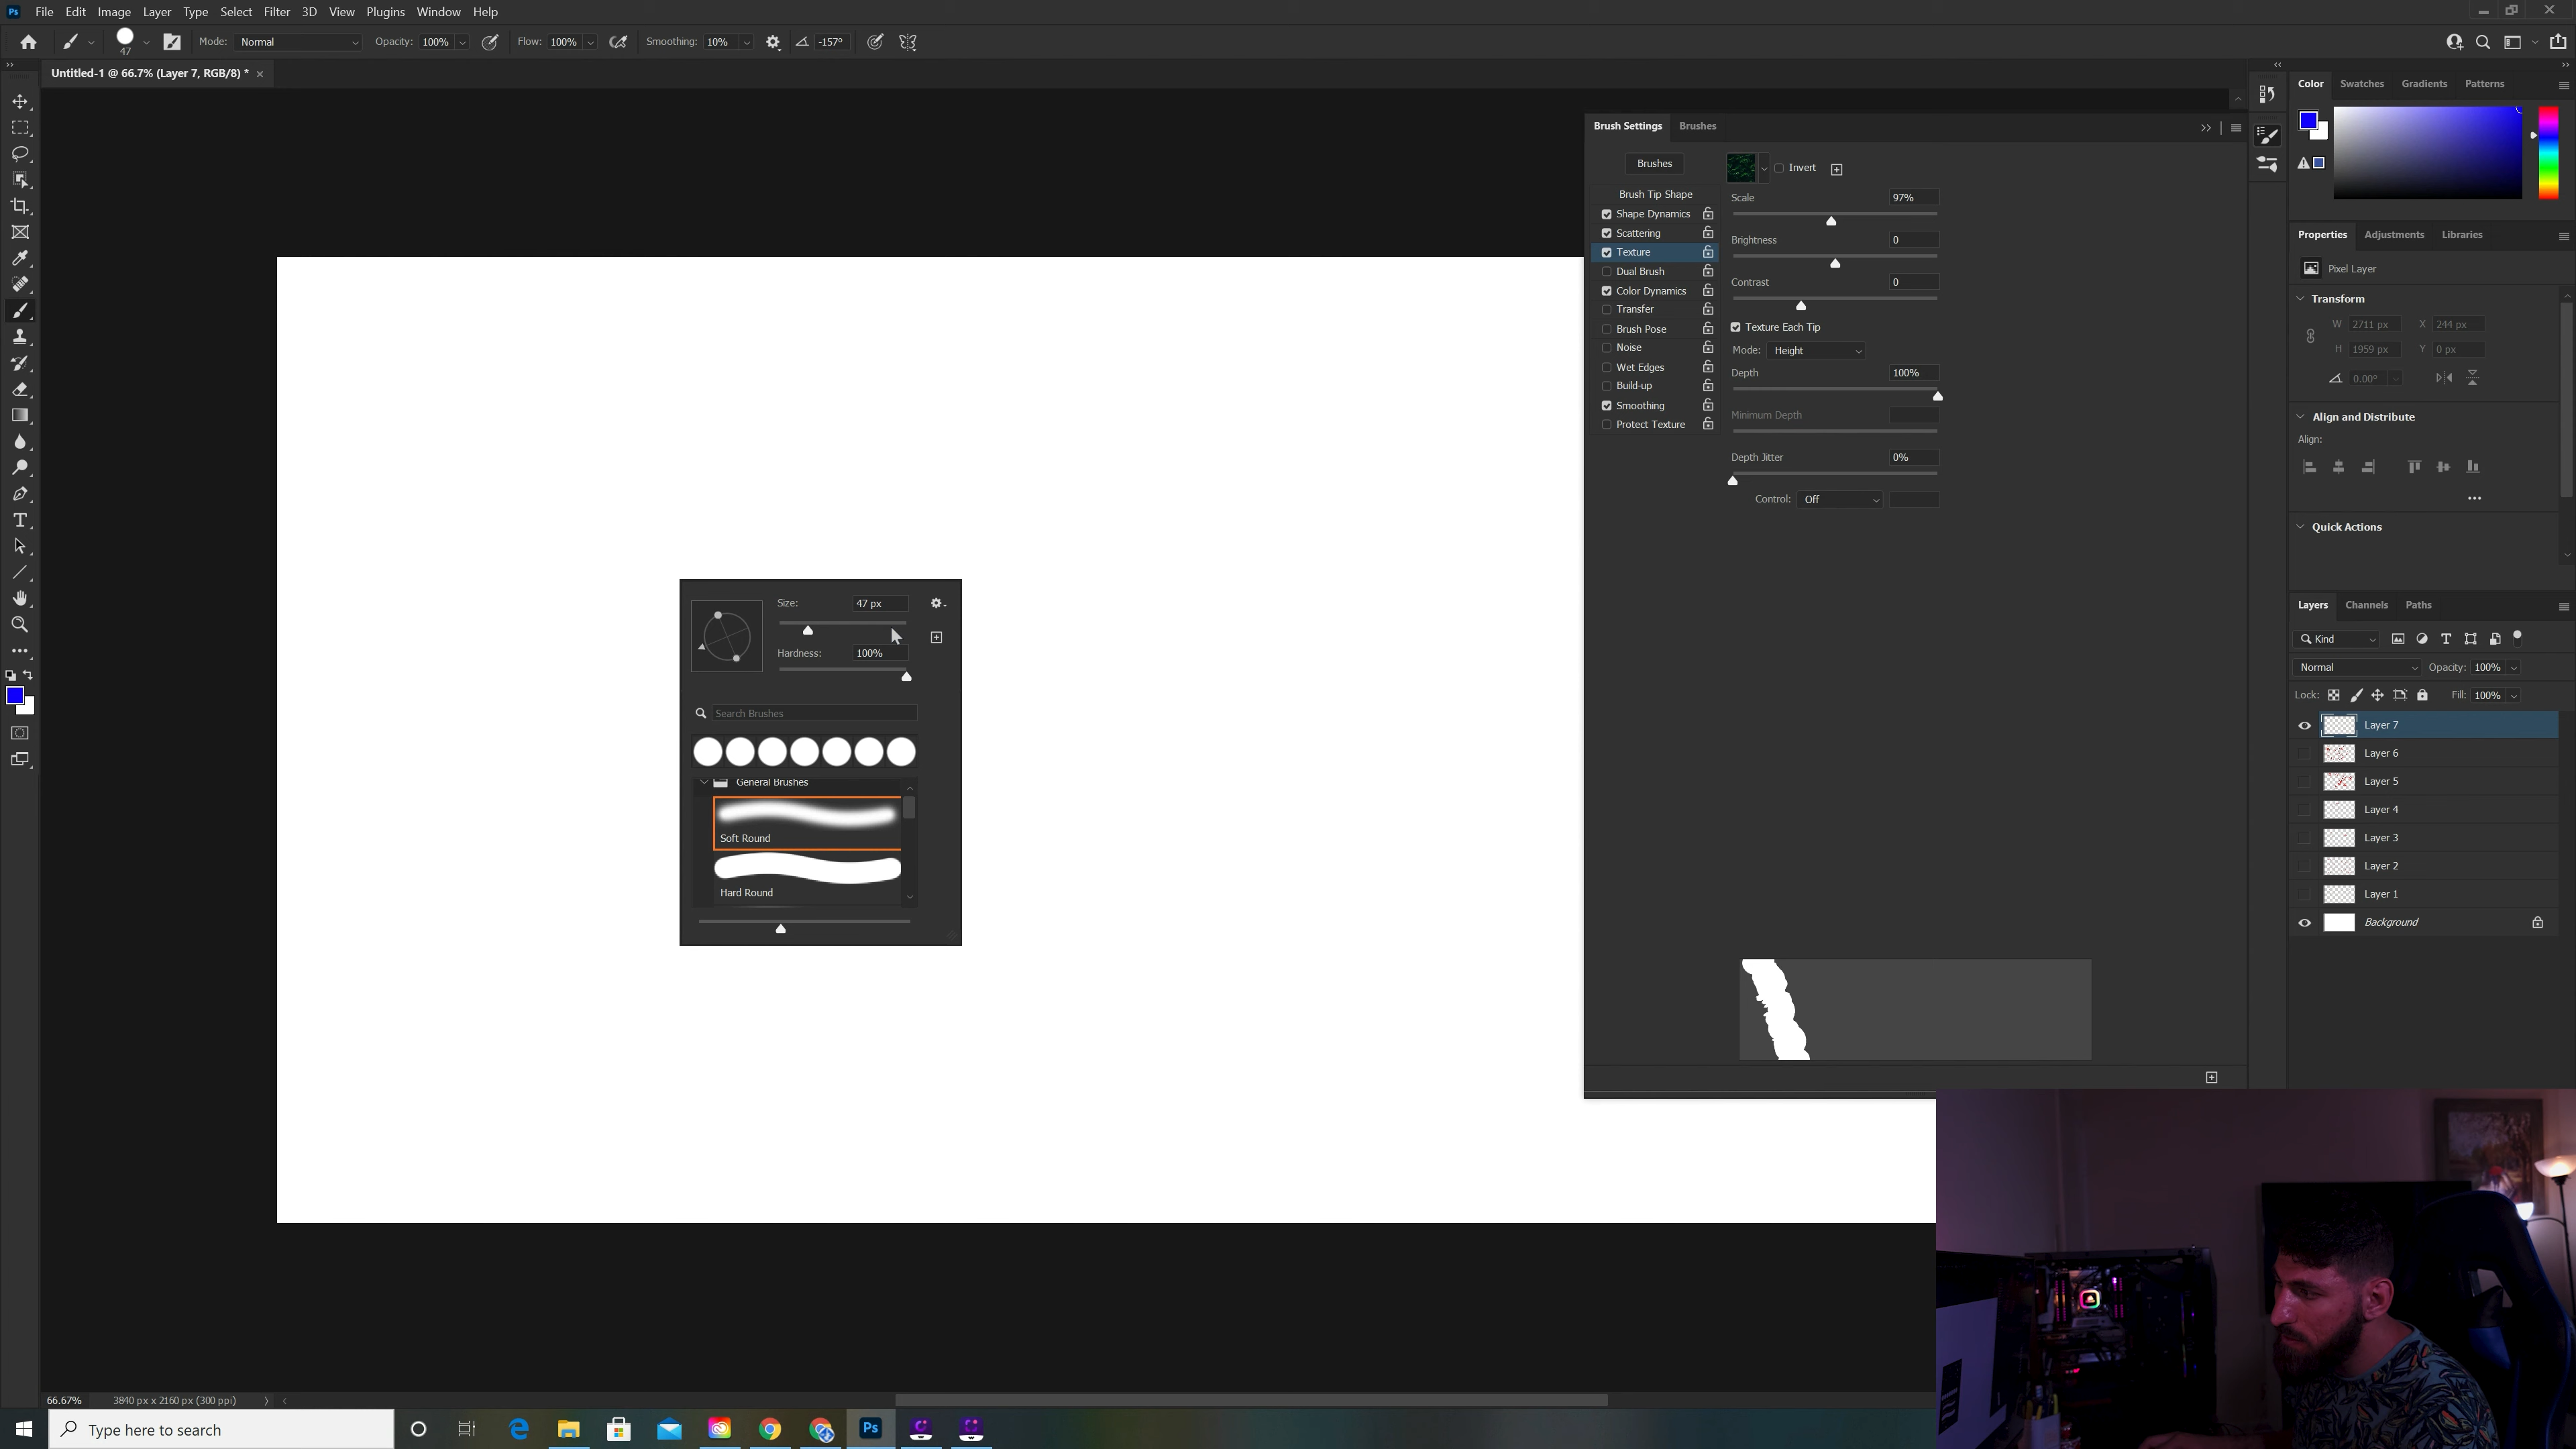 Ps File Edit Image Layer Type Select Filter 3D View Plugins Window Help
47 Mode: Normal Opacity: 100% Flow: 100% Smoothing: 10% -157°
Untitled-1 @ 66.7% (Layer 7, RGB/8) *
Brush Settings Brushes
Brushes
Invert
Brush Tip Shape
Shape Dynamics
Scattering
Texture
Dual Brush
Color Dynamics
Transfer
Brush Pose
Noise
Wet Edges
Build-up
Smoothing
Protect Texture
Scale 97%
Brightness 0
Contrast 0
Texture Each Tip
Mode: Height
Depth 100%
Minimum Depth
Depth Jitter 0%
Control: Off
Size: 47 px
Hardness: 100%
Search Brushes
General Brushes
Soft Round
Hard Round
Color Swatches Gradients Patterns
Properties Adjustments Libraries
Pixel Layer
Transform
W 2711 px X 244 px
H 1959 px Y 0 px
0.00°
Align and Distribute
Align:
Quick Actions
Layers Channels Paths
Kind
Normal Opacity: 100%
Lock: Fill: 100%
Layer 7
Layer 6
Layer 5
Layer 4
Layer 3
Layer 2
Layer 1
Background
66.67% 3840 px x 2160 px (300 ppi)
Type here to search
Ps